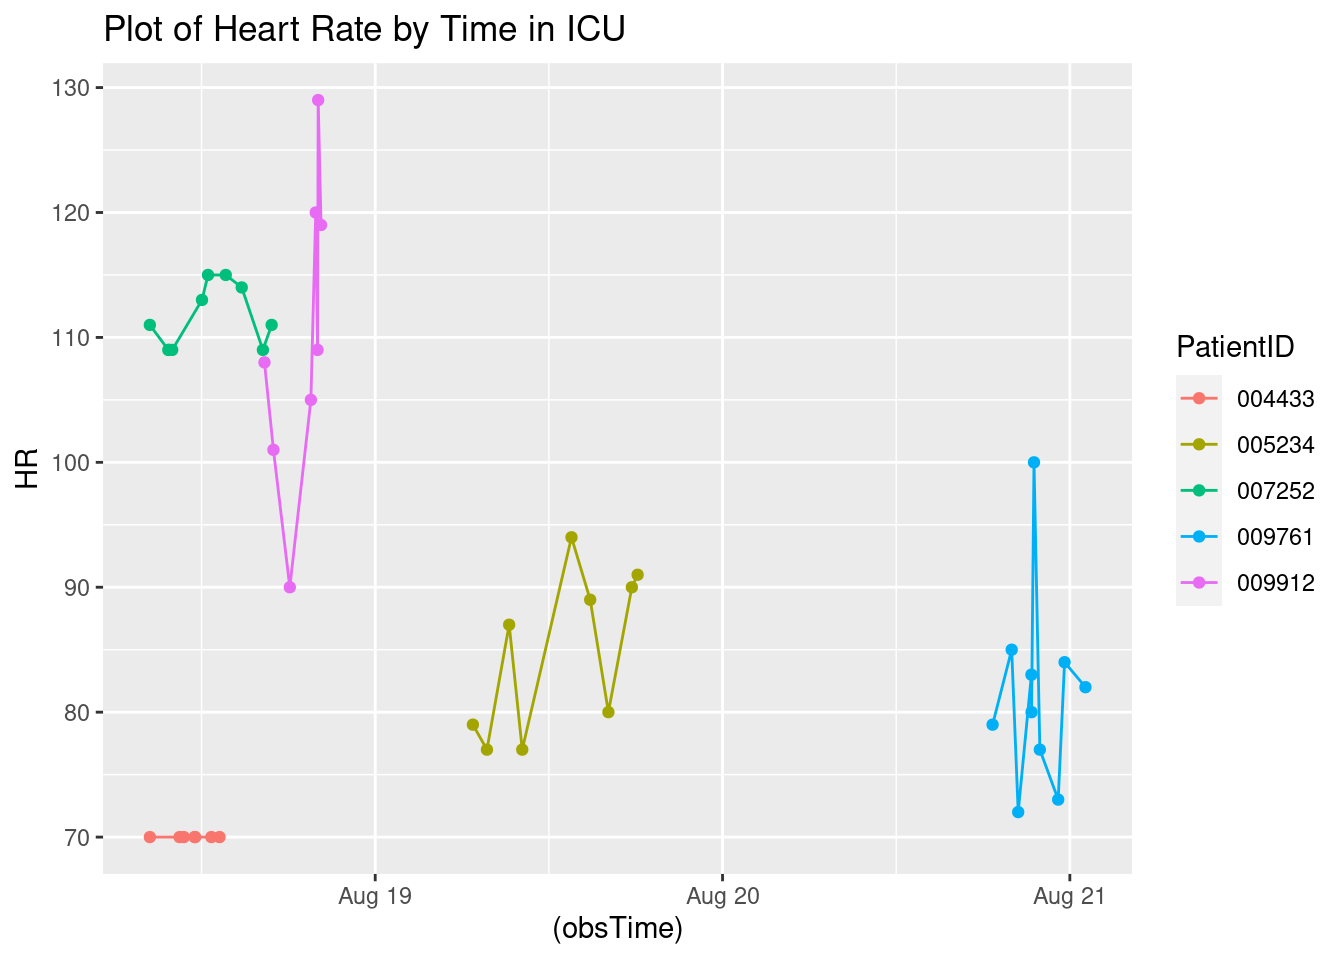 Plot of Heart Rate by Time in ICU
130
120
110
100
90
80
70
HR
Aug 19
Aug 20
Aug 21
(obsTime)
PatientID
004433
005234
007252
009761
009912